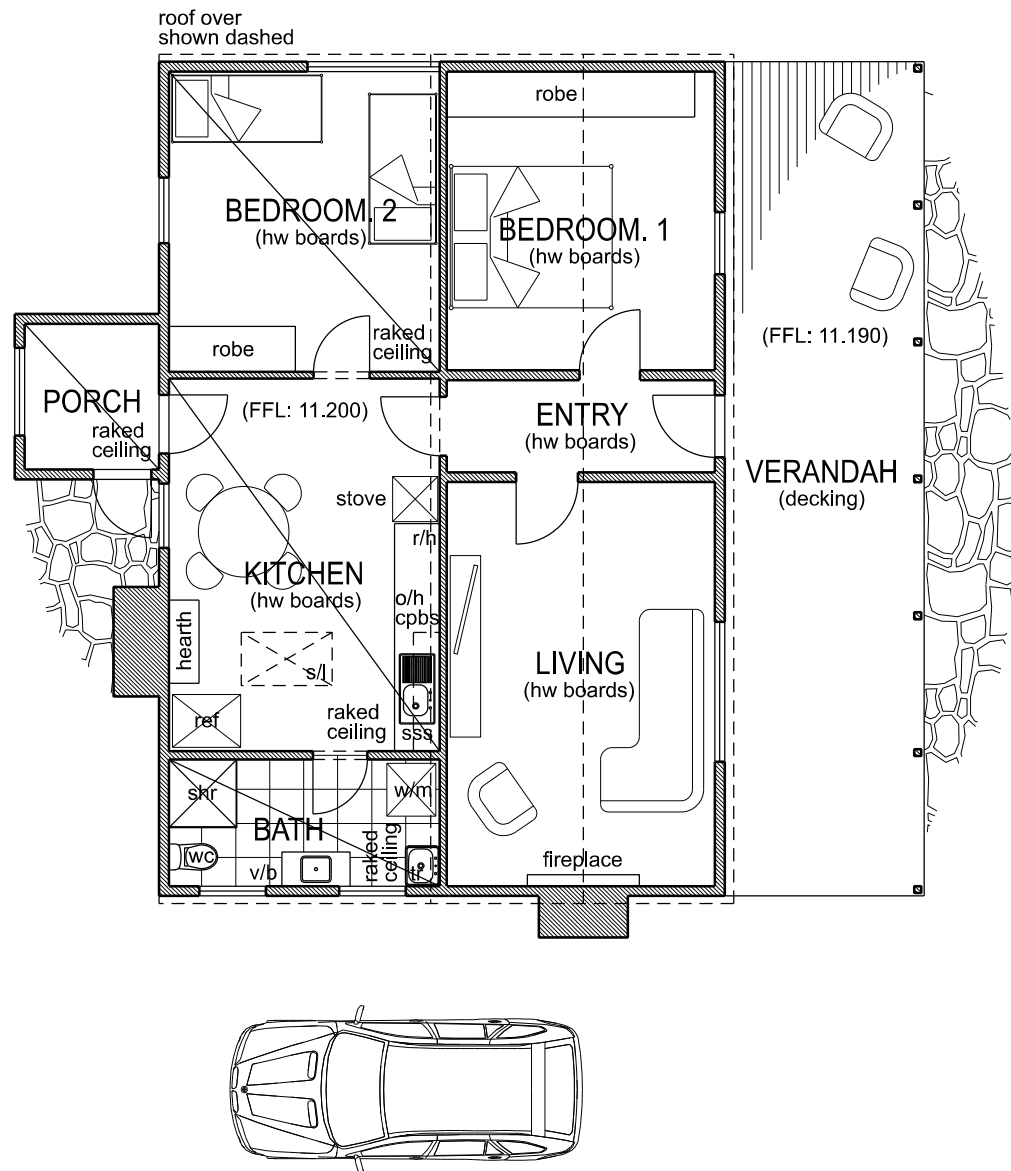 roof over
shown dashed
robe
BEDROOM. 2
(hw boards)
BEDROOM. 1
(hw boards)
robe
raked
ceiling
(FFL: 11.190)
PORCH
raked
ceiling
(FFL: 11.200)
ENTRY
(hw boards)
VERANDAH
(decking)
stove
r/h
KITCHEN
(hw boards)
o/h
cpbs
hearth
s/l
LIVING
(hw boards)
ref
raked
ceiling
sss
shr
w/m
BATH
raked
ceiling
wc
v/b
tr
fireplace